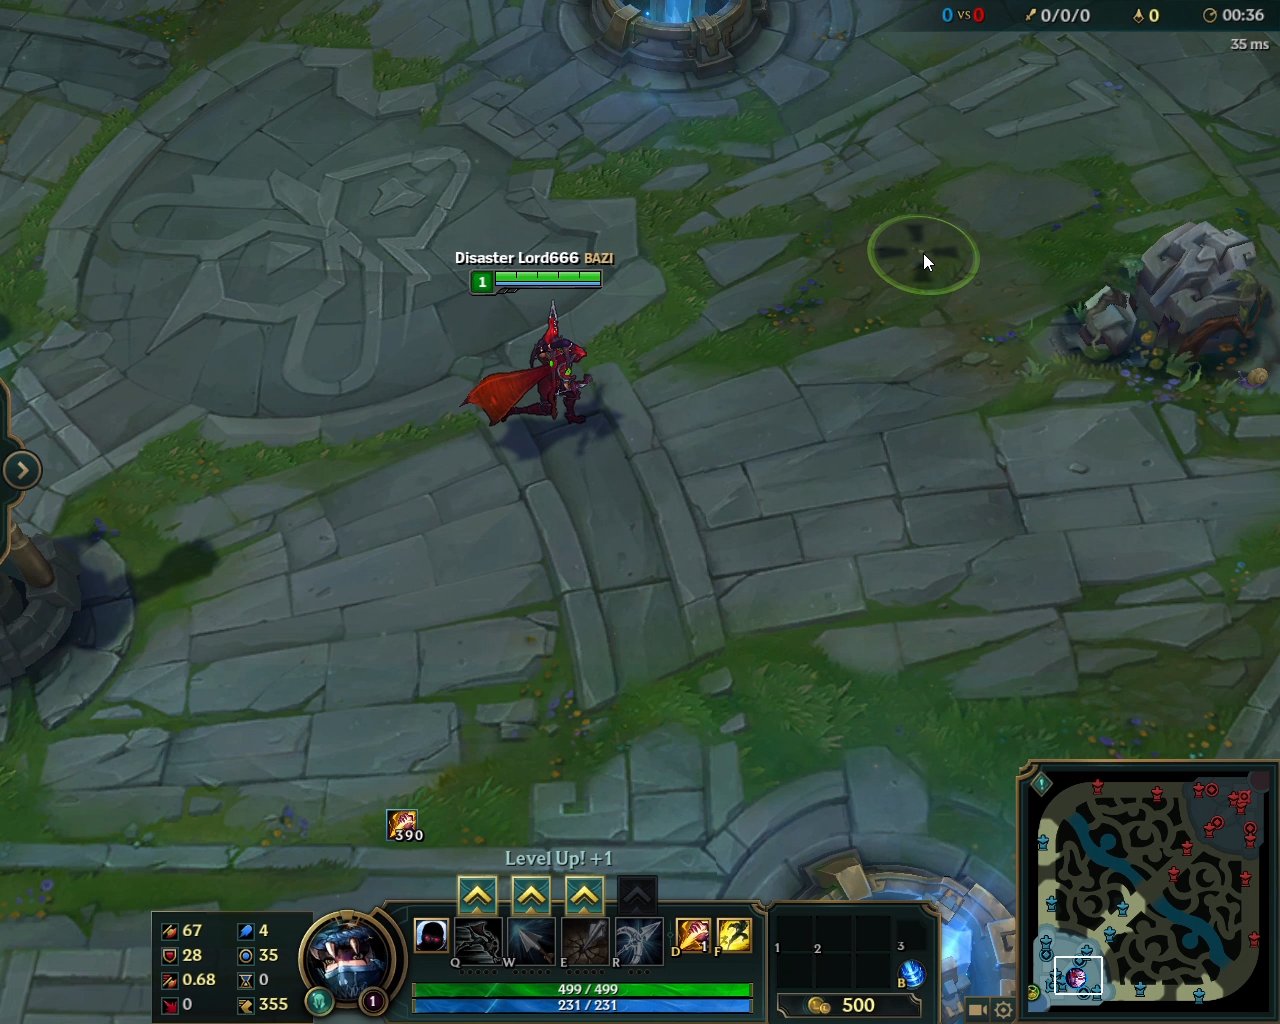 0 vs 0 0/0/0 0 00:36
35 ms
Disaster Lord666 BAZI
1
390
Level Up! +1
67 4
28 35
0.68 0
0 355
1
Q W E R
D 1 F
499 / 499
231 / 231
1 2 3
B
500